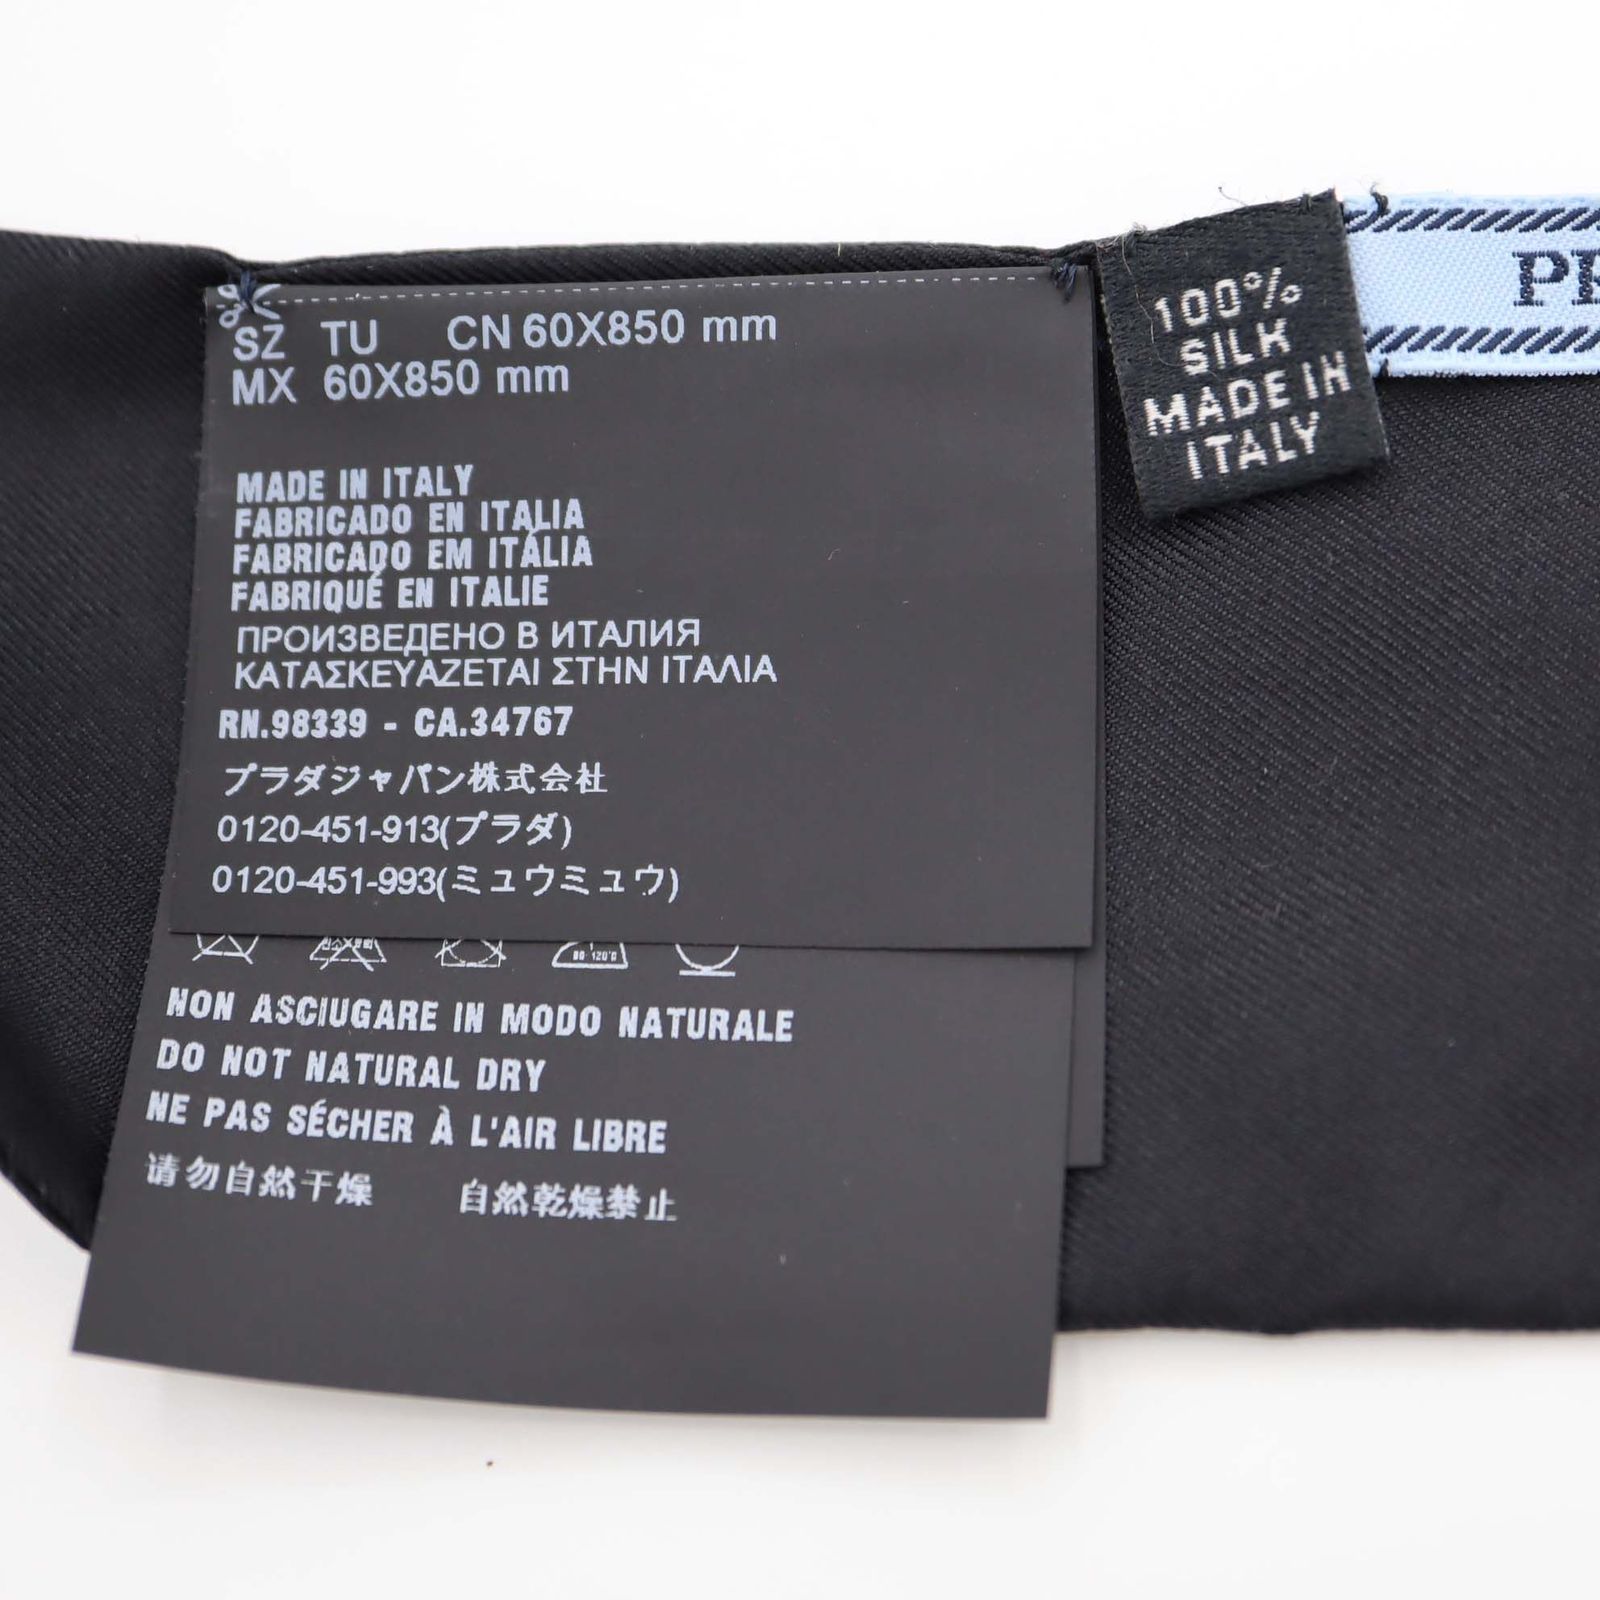 SZ TU CN 60X850 mm
MX 60X850 mm
MADE IN ITALY
FABRICADO EN ITALIA
FABRICADO EM ITÁLIA
FABRIQUÉ EN ITALIE
ПРОИЗВЕДЕНО В ИТАЛИЯ
ΚΑΤΑΣΚΕΥΑΖΕΤΑΙ ΣΤΗΝ ΙΤΑΛΙΑ
RN.98339 - CA.34767
プラダジャパン株式会社
0120-451-913(プラダ)
0120-451-993(ミュウミュウ)
NON ASCIUGARE IN MODO NATURALE
DO NOT NATURAL DRY
NE PAS SÉCHER À L'AIR LIBRE
请勿自然干燥 自然乾燥禁止
100%
SILK
MADE IN
ITALY